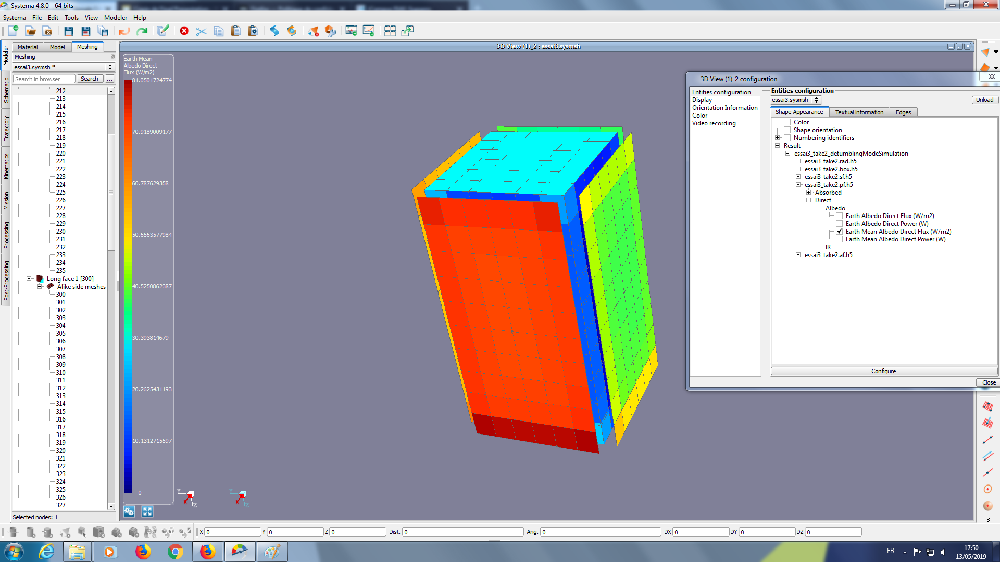 Systema 4.8.0 - 64 bits
Systema File Edit Tools View Modeler Help
Material Model Meshing
Meshing
essai3.sysmsh *
Search in browser Search ...
Modeler
Schematic
Trajectory
Kinematics
Mission
Processing
Post-Processing
212
213
214
215
216
217
218
219
220
221
222
223
224
225
226
227
228
229
230
231
232
233
234
235
Long face 1 [300]
Alike side meshes
300
301
302
303
304
305
306
307
308
309
310
311
312
313
314
315
316
317
318
319
320
321
322
323
324
325
326
327
Selected nodes: 1
3D View (1)_2 : essai3.sysmsh
Earth Mean
Albedo Direct
Flux (W/m2)
81.0501724774
70.9189009177
60.787629358
50.6563577984
40.5250862387
30.393814679
20.2625431193
10.1312715597
0
Y X Z
Y X Z
3D View (1)_2 configuration
Entities configuration
Display
Orientation Information
Color
Video recording
Entities configuration
essai3.sysmsh Unload
Shape Appearance Textual information Edges
Color
Shape orientation
Numbering identifiers
Result
essai3_take2_detumblingModeSimulation
essai3_take2.rad.h5
essai3_take2.box.h5
essai3_take2.sf.h5
essai3_take2.pf.h5
Absorbed
Direct
Albedo
Earth Albedo Direct Flux (W/m2)
Earth Albedo Direct Power (W)
Earth Mean Albedo Direct Flux (W/m2)
Earth Mean Albedo Direct Power (W)
IR
essai3_take2.af.h5
Configure
Close
X 0 Y 0 Z 0 Dist. 0 Ang. 0 DX 0 DY 0 DZ 0
FR
17:50
13/05/2019